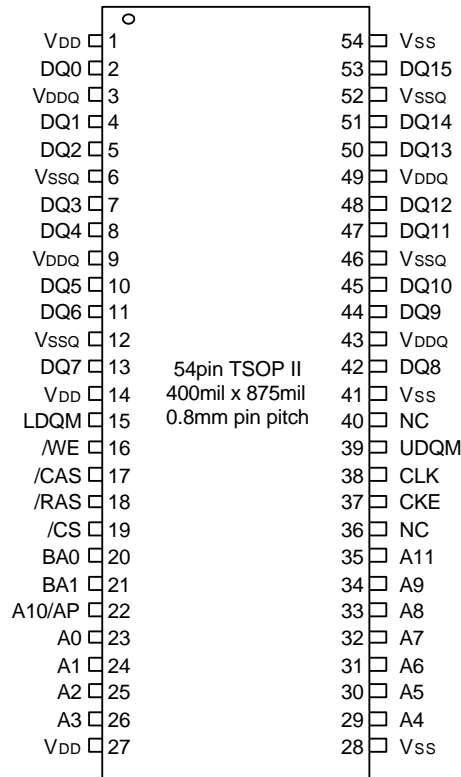 VDD 1 54 VSS
DQ0 2 53 DQ15
VDDQ 3 52 VSSQ
DQ1 4 51 DQ14
DQ2 5 50 DQ13
VSSQ 6 49 VDDQ
DQ3 7 48 DQ12
DQ4 8 47 DQ11
VDDQ 9 46 VSSQ
DQ5 10 45 DQ10
DQ6 11 44 DQ9
VSSQ 12 43 VDDQ
DQ7 13 54pin TSOP II 42 DQ8
VDD 14 400mil x 875mil 41 VSS
LDQM 15 0.8mm pin pitch 40 NC
/WE 16 39 UDQM
/CAS 17 38 CLK
/RAS 18 37 CKE
/CS 19 36 NC
BA0 20 35 A11
BA1 21 34 A9
A10/AP 22 33 A8
A0 23 32 A7
A1 24 31 A6
A2 25 30 A5
A3 26 29 A4
VDD 27 28 VSS